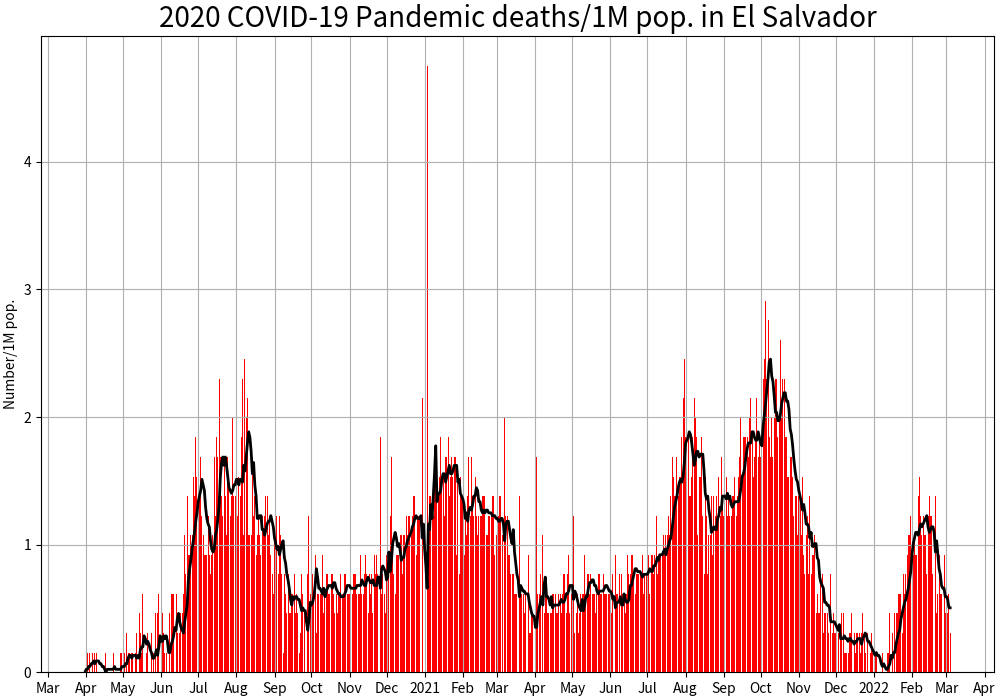 2020 COVID-19 Pandemic deaths/1M pop. in El Salvador
Number/1M pop.
4
3
2
1
0
Mar Apr May Jun Jul Aug Sep Oct Nov Dec 2021 Feb Mar Apr May Jun Jul Aug Sep Oct Nov Dec 2022 Feb Mar Apr